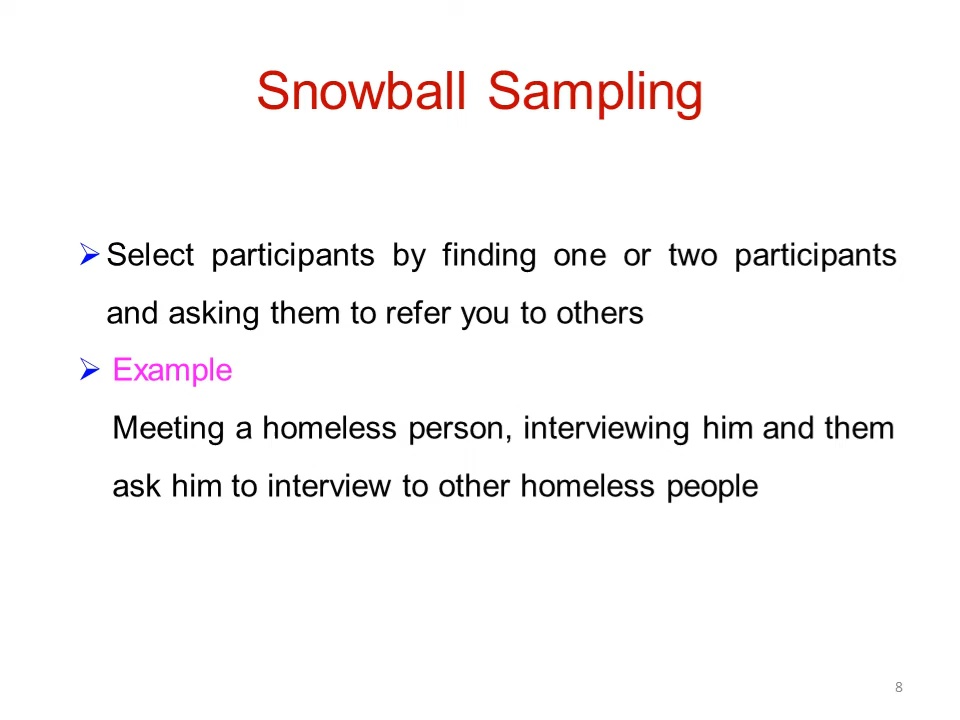 Snowball Sampling
Select participants by finding one or two participants
and asking them to refer you to others
Example
Meeting a homeless person, interviewing him and them
ask him to interview to other homeless people
8